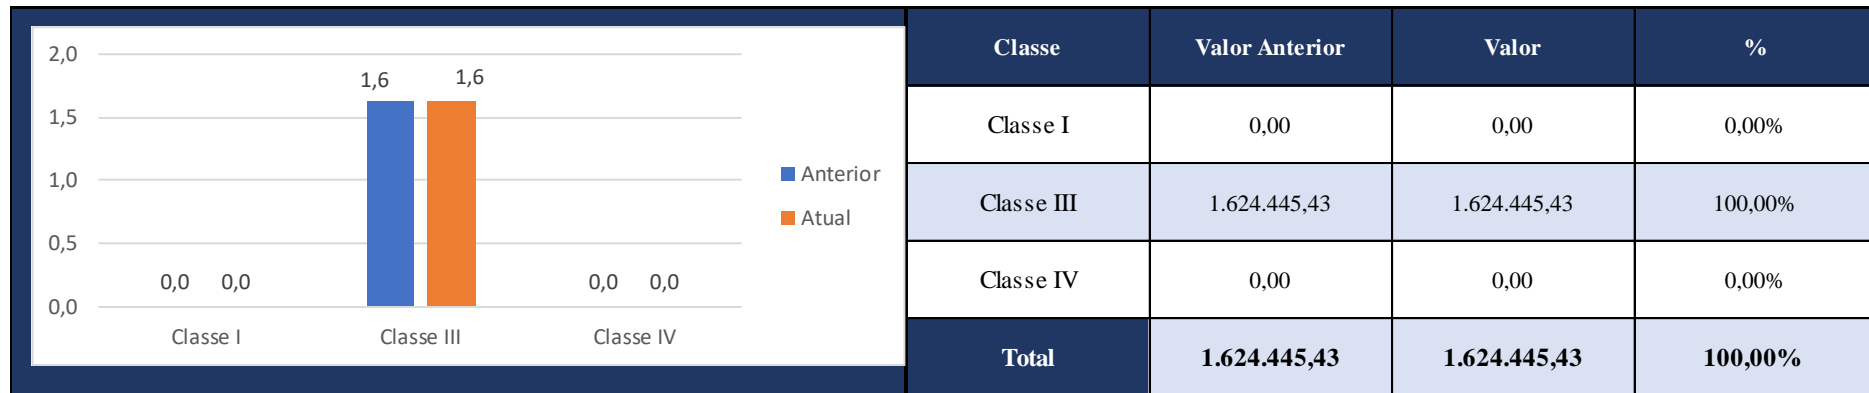 2,0
1,5
1,0
0,5
0,0
1,6 1,6
0,0 0,0
0,0 0,0
Classe I Classe III Classe IV
Anterior
Atual
Classe Valor Anterior Valor %
Classe I 0,00 0,00 0,00%
Classe III 1.624.445,43 1.624.445,43 100,00%
Classe IV 0,00 0,00 0,00%
Total 1.624.445,43 1.624.445,43 100,00%